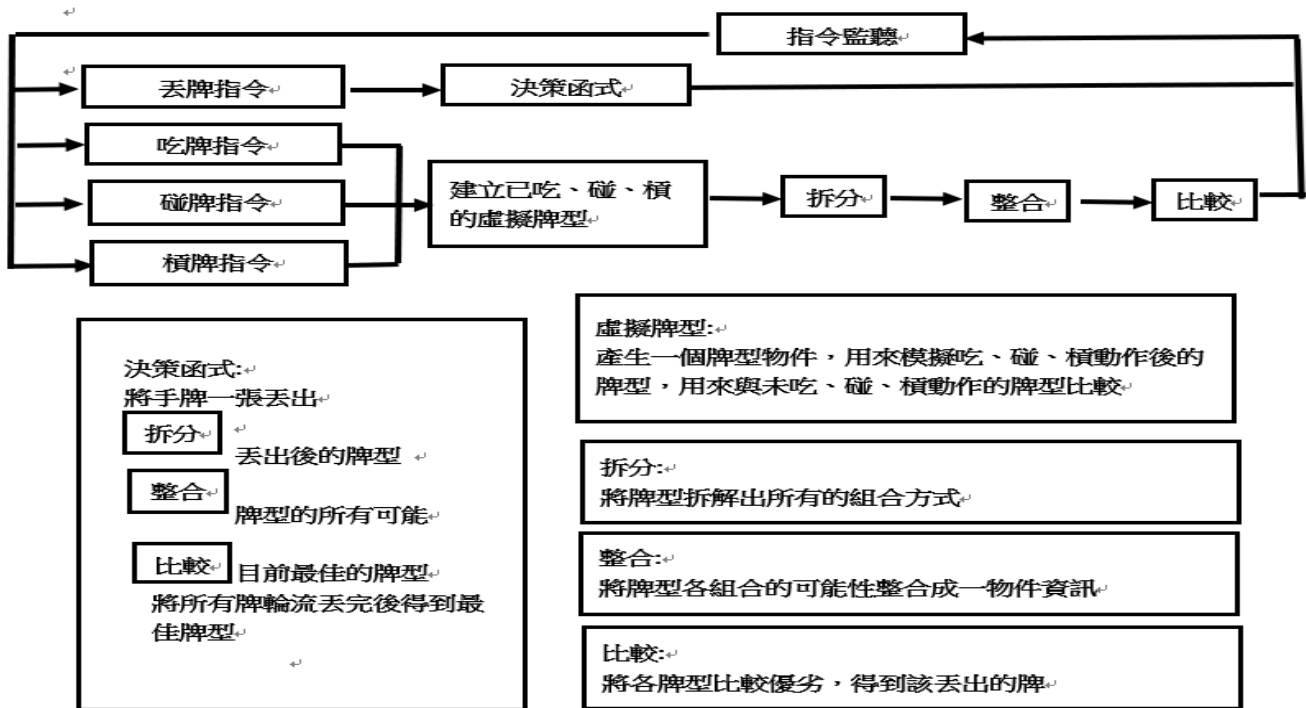 指令監聽
丟牌指令
決策函式
吃牌指令
碰牌指令
槓牌指令
建立已吃、碰、槓
的虛擬牌型
拆分
整合
比較
決策函式:
將手牌一張丟出
拆分
丟出後的牌型
整合
牌型的所有可能
比較
目前最佳的牌型
將所有牌輪流丟完後得到最
佳牌型
虛擬牌型:
產生一個牌型物件，用來模擬吃、碰、槓動作後的
牌型，用來與未吃、碰、槓動作的牌型比較
拆分:
將牌型拆解出所有的組合方式
整合:
將牌型各組合的可能性整合成一物件資訊
比較:
將各牌型比較優劣，得到該丟出的牌